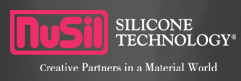 NuSil SILICONE
TECHNOLOGY®
Creative Partners in a Material World